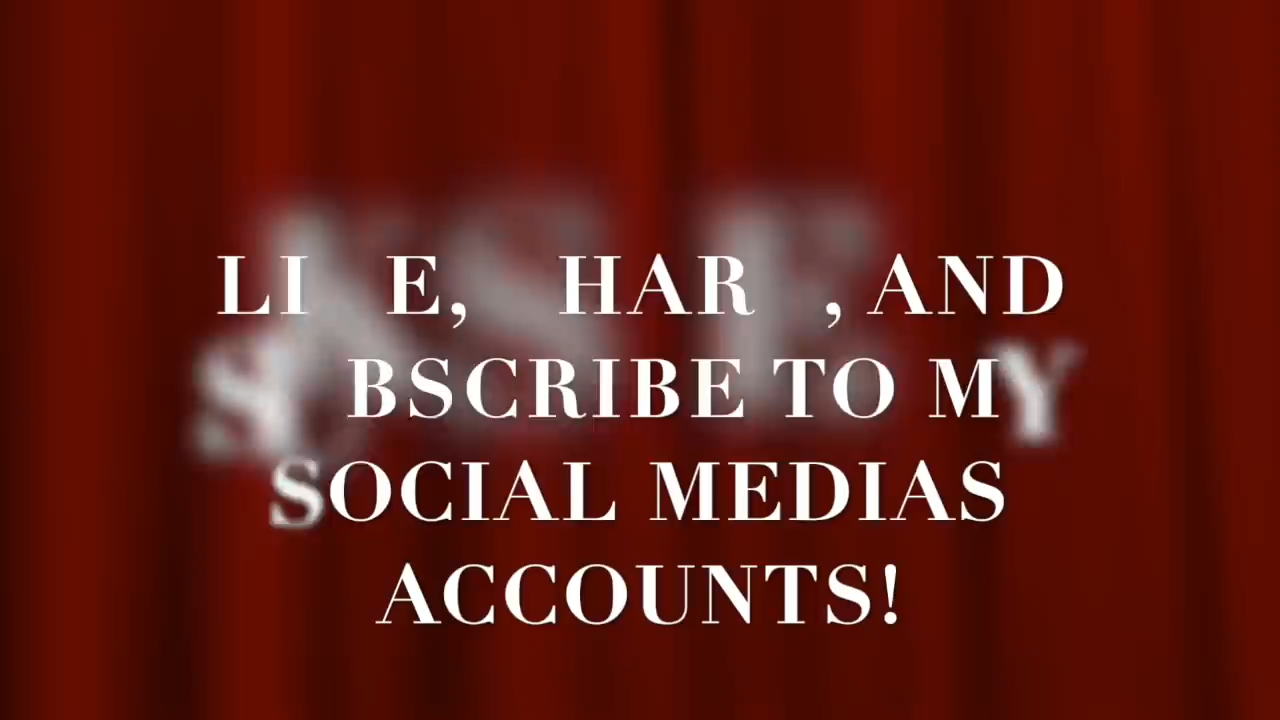 LI E, HAR , AND
S BSCRIBE TO MY
SOCIAL MEDIAS
ACCOUNTS!